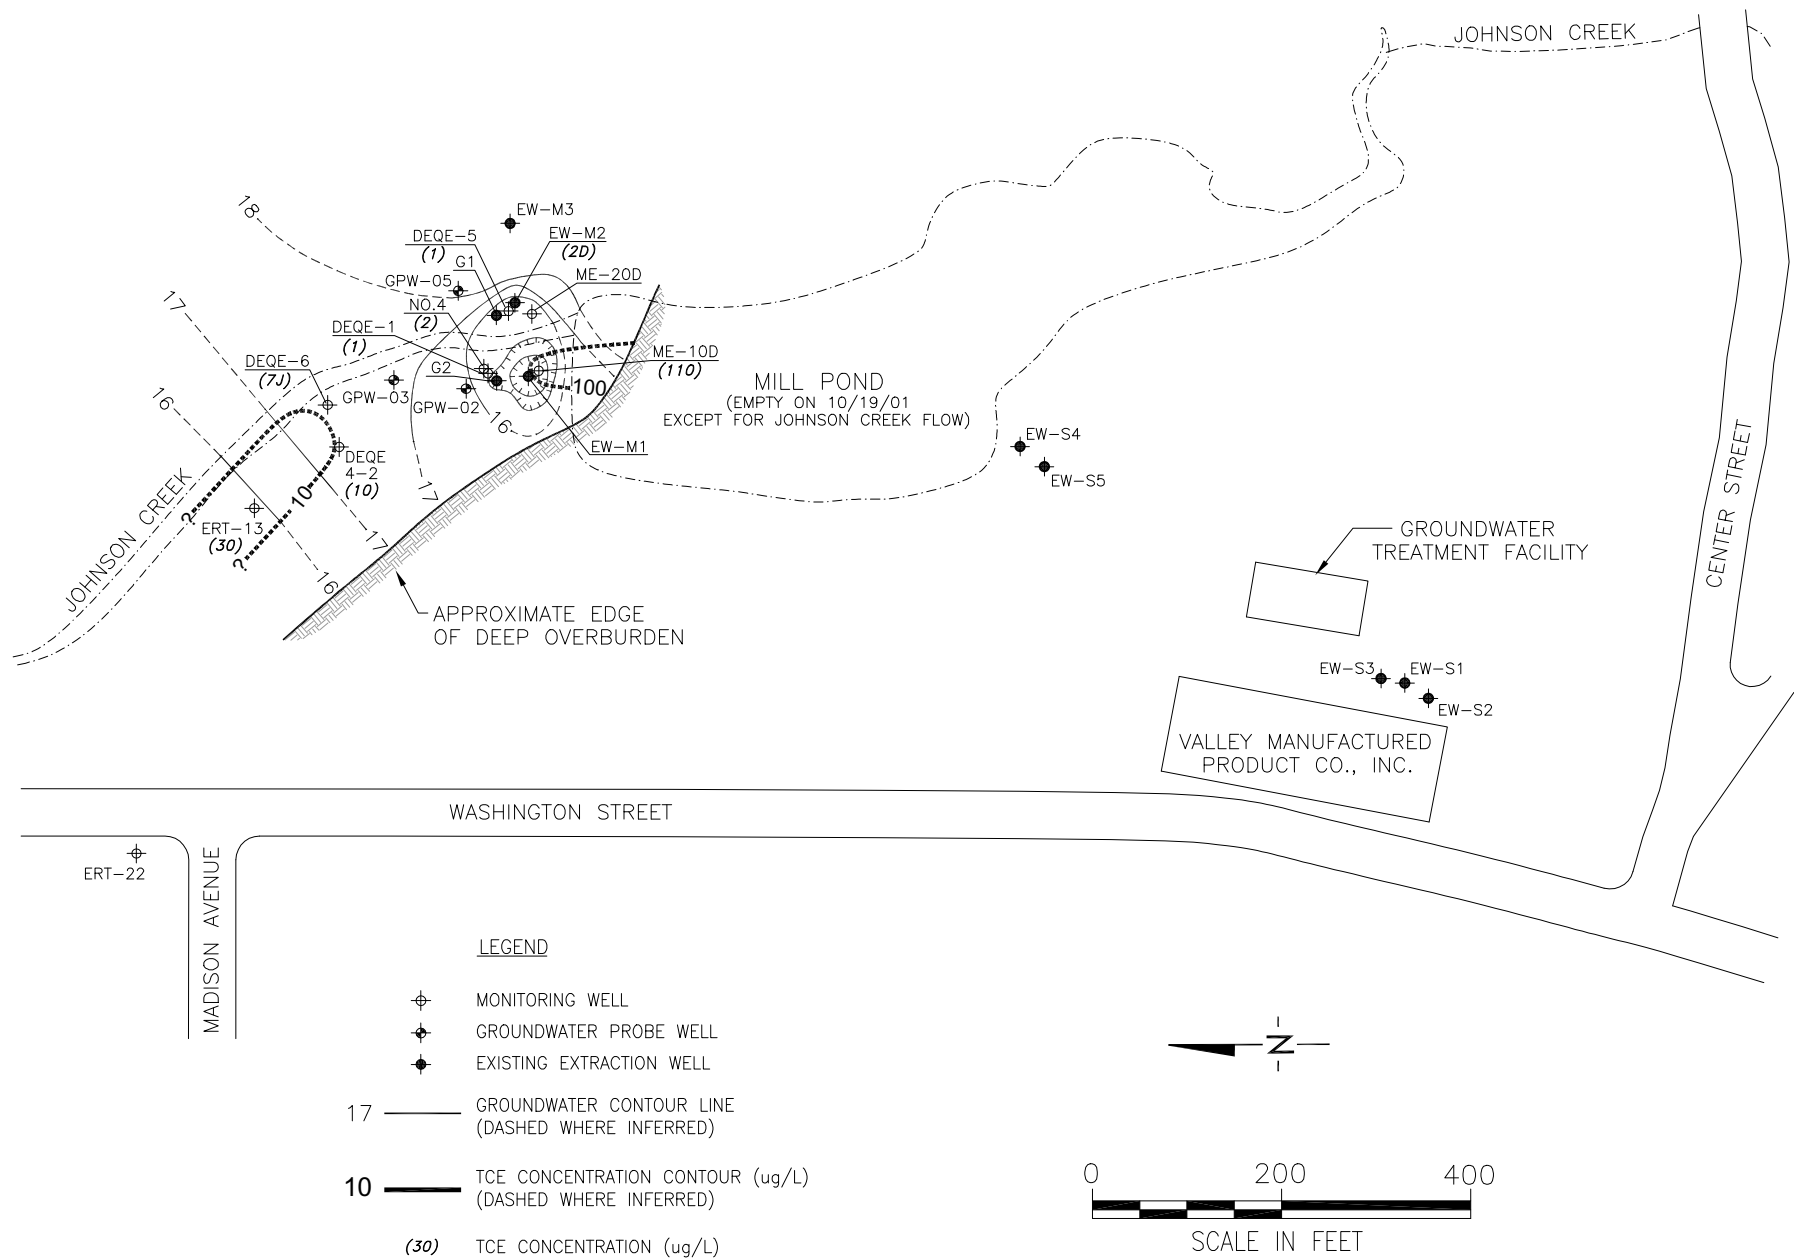 JOHNSON CREEK
18
EW-M3
DEQE-5
(1)
EW-M2
(2D)
G1
ME-20D
GPW-05
17
NO.4
(2)
DEQE-1
(1)
ME-10D
(110)
DEQE-6
(7J)
G2
100
GPW-03
GPW-02
16
16
MILL POND
(EMPTY ON 10/19/01
EXCEPT FOR JOHNSON CREEK FLOW)
EW-M1
EW-S4
EW-S5
DEQE
4-2
(10)
10
17
?
ERT-13
(30)
?
17
16
JOHNSON CREEK
CENTER STREET
GROUNDWATER
TREATMENT FACILITY
APPROXIMATE EDGE
OF DEEP OVERBURDEN
EW-S3
EW-S1
EW-S2
VALLEY MANUFACTURED
PRODUCT CO., INC.
WASHINGTON STREET
ERT-22
MADISON AVENUE
LEGEND
MONITORING WELL
GROUNDWATER PROBE WELL
EXISTING EXTRACTION WELL
17 GROUNDWATER CONTOUR LINE
(DASHED WHERE INFERRED)
10 TCE CONCENTRATION CONTOUR (ug/L)
(DASHED WHERE INFERRED)
(30) TCE CONCENTRATION (ug/L)
N
0 200 400
SCALE IN FEET